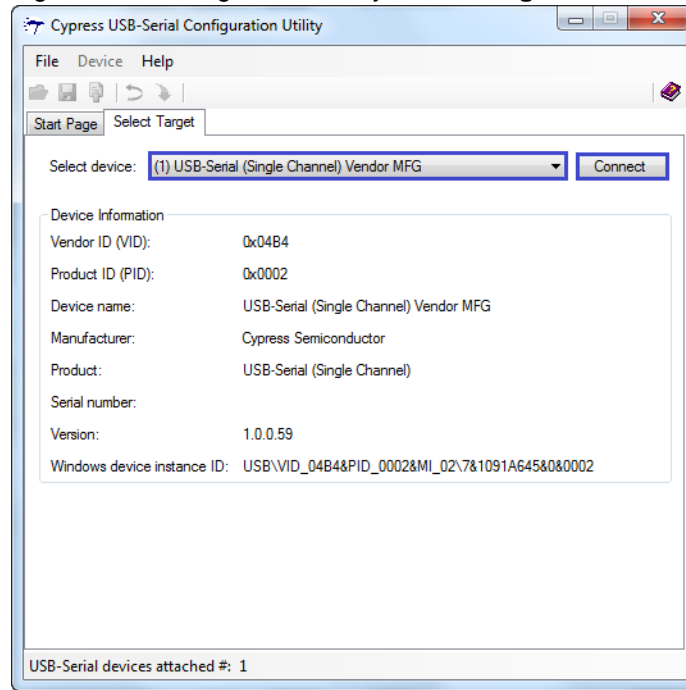 Cypress USB-Serial Configuration Utility
File Device Help
Start Page Select Target
Select device: (1) USB-Serial (Single Channel) Vendor MFG Connect
Device Information
Vendor ID (VID): 0x04B4
Product ID (PID): 0x0002
Device name: USB-Serial (Single Channel) Vendor MFG
Manufacturer: Cypress Semiconductor
Product: USB-Serial (Single Channel)
Serial number:
Version: 1.0.0.59
Windows device instance ID: USB\VID_04B4&PID_0002&MI_02\7&1091A645&0&0002
USB-Serial devices attached #: 1